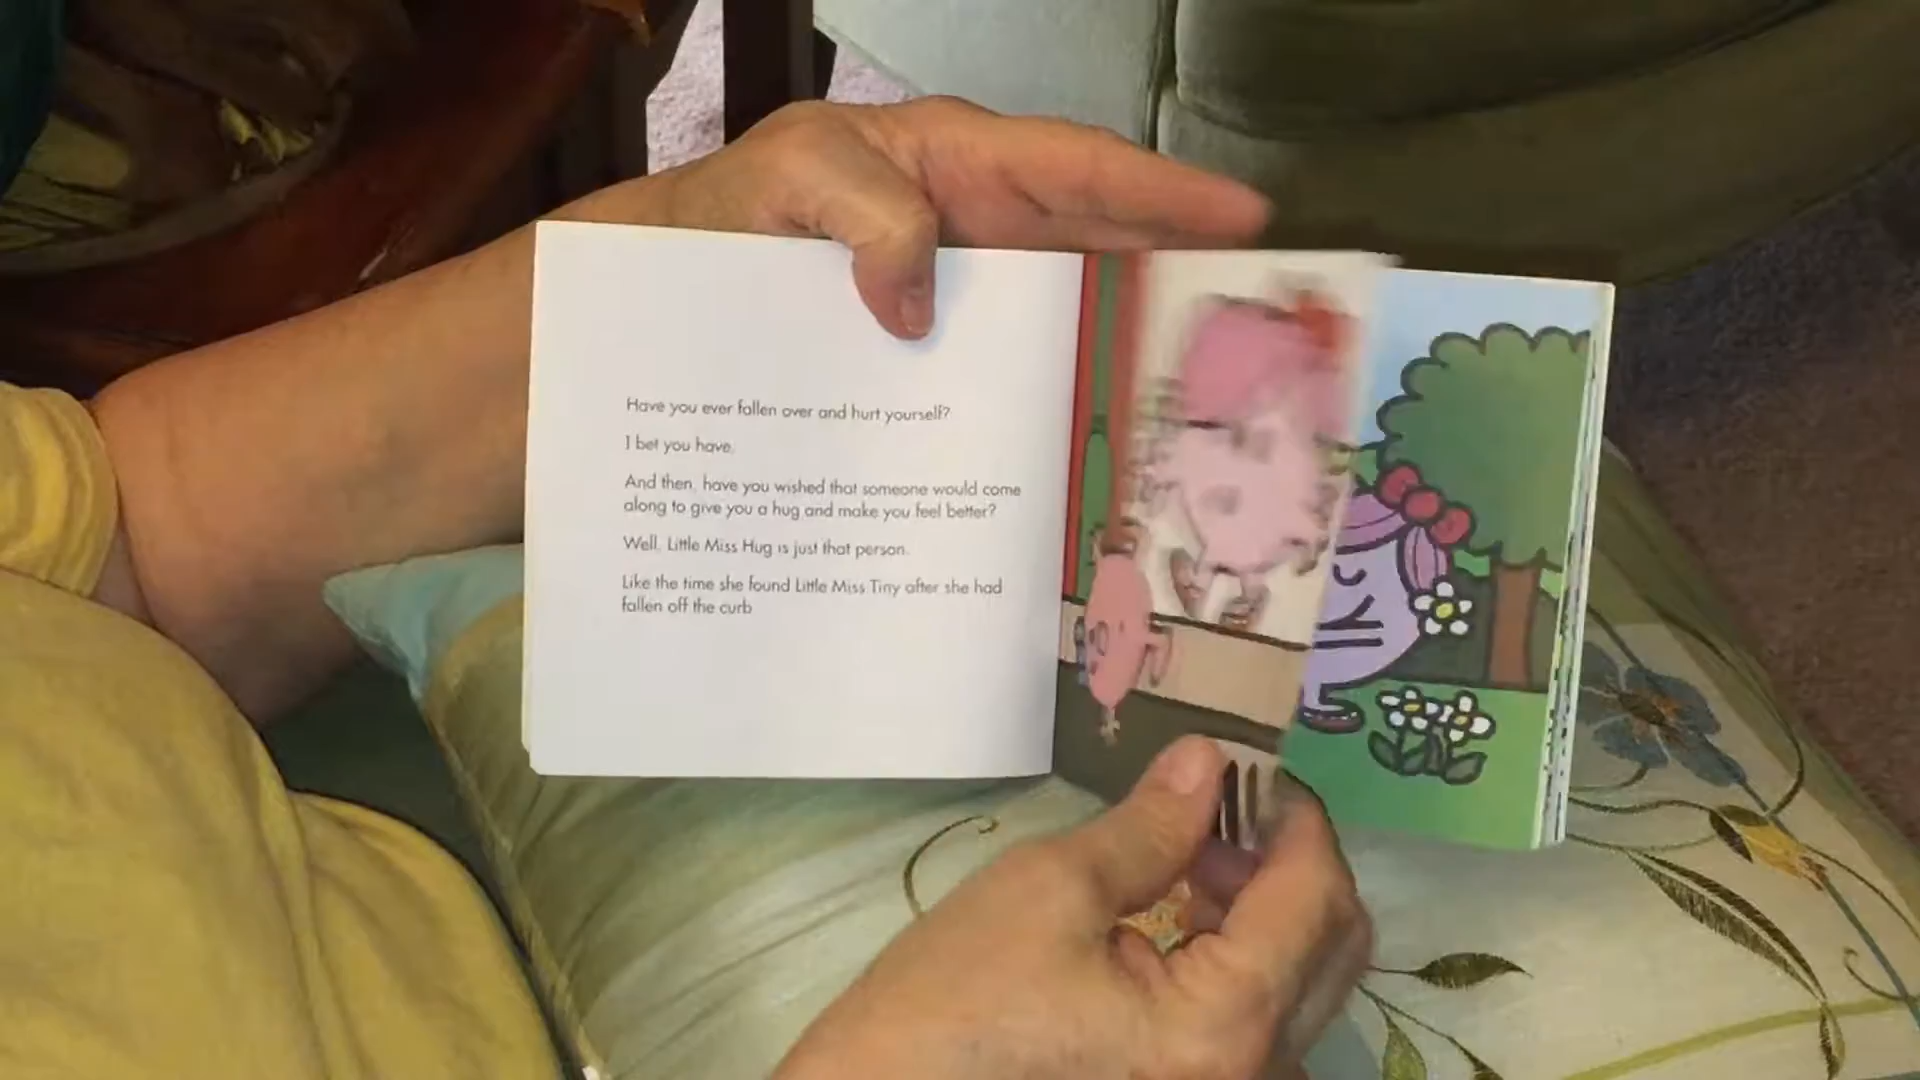 Have you ever fallen over and hurt yourself?
I bet you have.
And then, have you wished that someone would come
along to give you a hug and make you feel better?
Well, Little Miss Hug is just that person.
Like the time she found Little Miss Tiny after she had
fallen off the curb